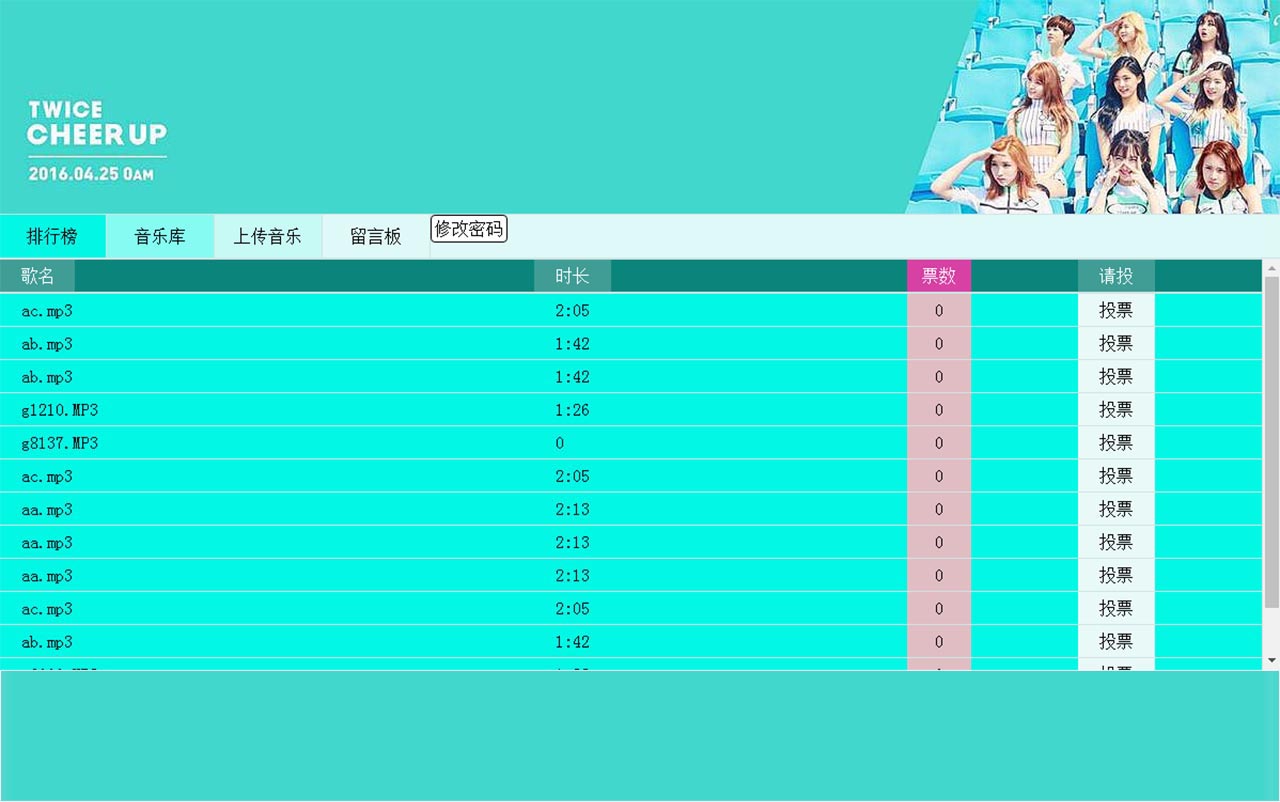 TWICE
CHEER UP
2016.04.25 0AM
排行榜 音乐库 上传音乐 留言板 修改密码
歌名 时长 票数 请投
ac.mp3 2:05 0 投票
ab.mp3 1:42 0 投票
ab.mp3 1:42 0 投票
g1210.MP3 1:26 0 投票
g8137.MP3 0 0 投票
ac.mp3 2:05 0 投票
aa.mp3 2:13 0 投票
aa.mp3 2:13 0 投票
aa.mp3 2:13 0 投票
ac.mp3 2:05 0 投票
ab.mp3 1:42 0 投票